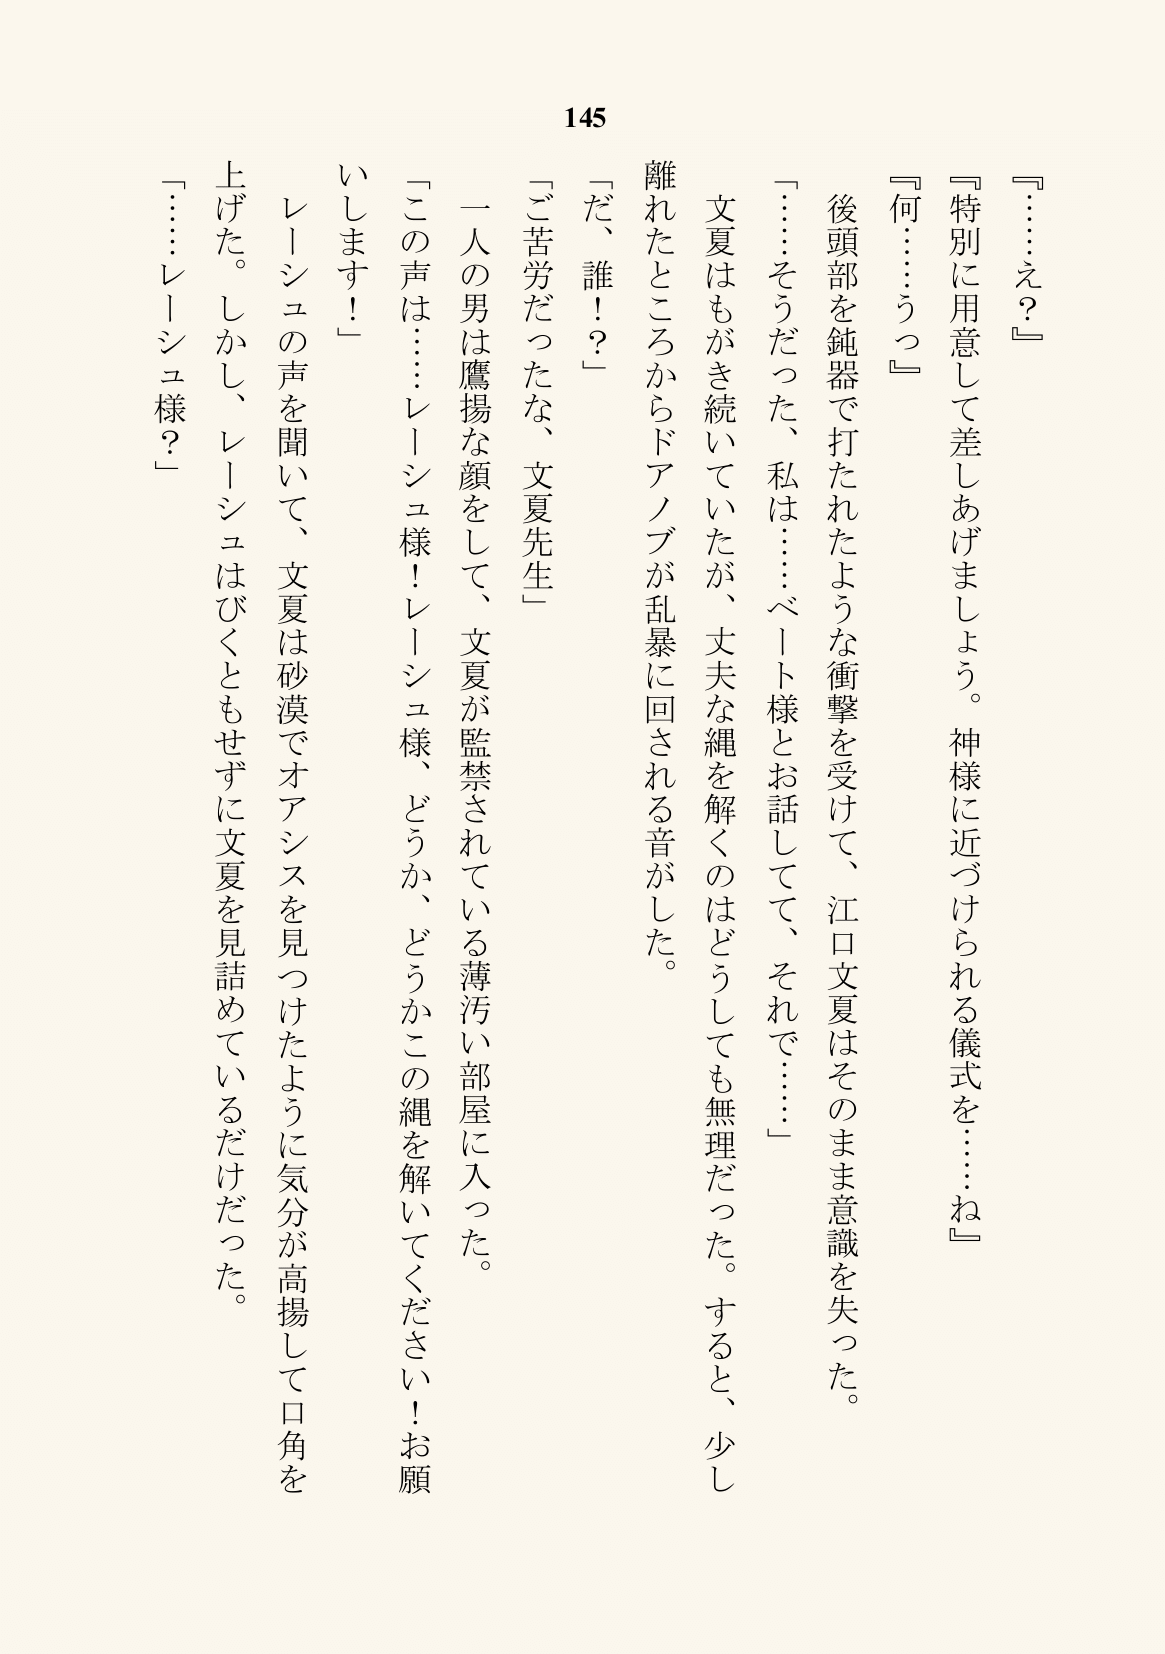 145
『……え？』
『特別に用意して差しあげましょう。神様に近づけられる儀式を……ね』
『何……うっ』
　後頭部を鈍器で打たれたような衝撃を受けて、江口文夏はそのまま意識を失った。
「……そうだった、私は……ベート様とお話してて、それで……」
　文夏はもがき続いていたが、丈夫な縄を解くのはどうしても無理だった。すると、少し
離れたところからドアノブが乱暴に回される音がした。
「だ、誰！？」
「ご苦労だったな、文夏先生」
　一人の男は鷹揚な顔をして、文夏が監禁されている薄汚い部屋に入った。
「この声は……レーシュ様！レーシュ様、どうか、どうかこの縄を解いてください！お願
いします！」
　レーシュの声を聞いて、文夏は砂漠でオアシスを見つけたように気分が高揚して口角を
上げた。しかし、レーシュはびくともせずに文夏を見詰めているだけだった。
「……レーシュ様？」